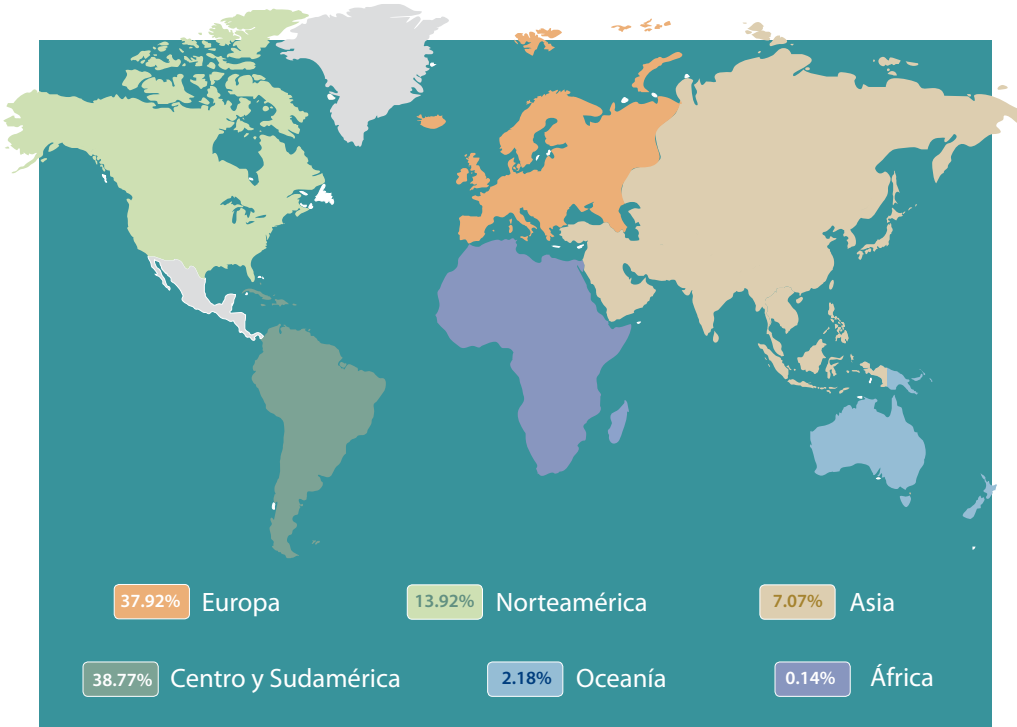 37.92% Europa
13.92% Norteamérica
7.07% Asia
38.77% Centro y Sudamérica
2.18% Oceanía
0.14% África